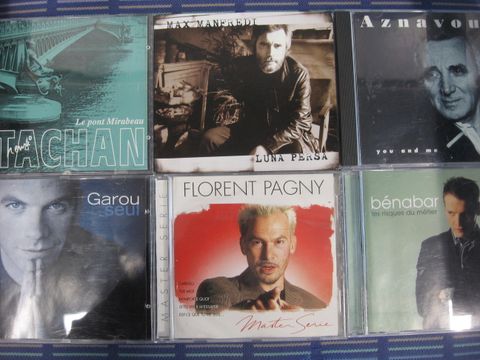 Le pont Mirabeau
TACHAN
MAX MANFREDI
LUNA PERSA
Aznavou
you and me
Garou
seul
MASTER SERIE
FLORENT PAGNY
Master Serie
bénabar
les risques du métier